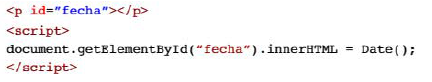 <p id="fecha"></p>
<script>
document.getElementById("fecha").innerHTML = Date();
</script>